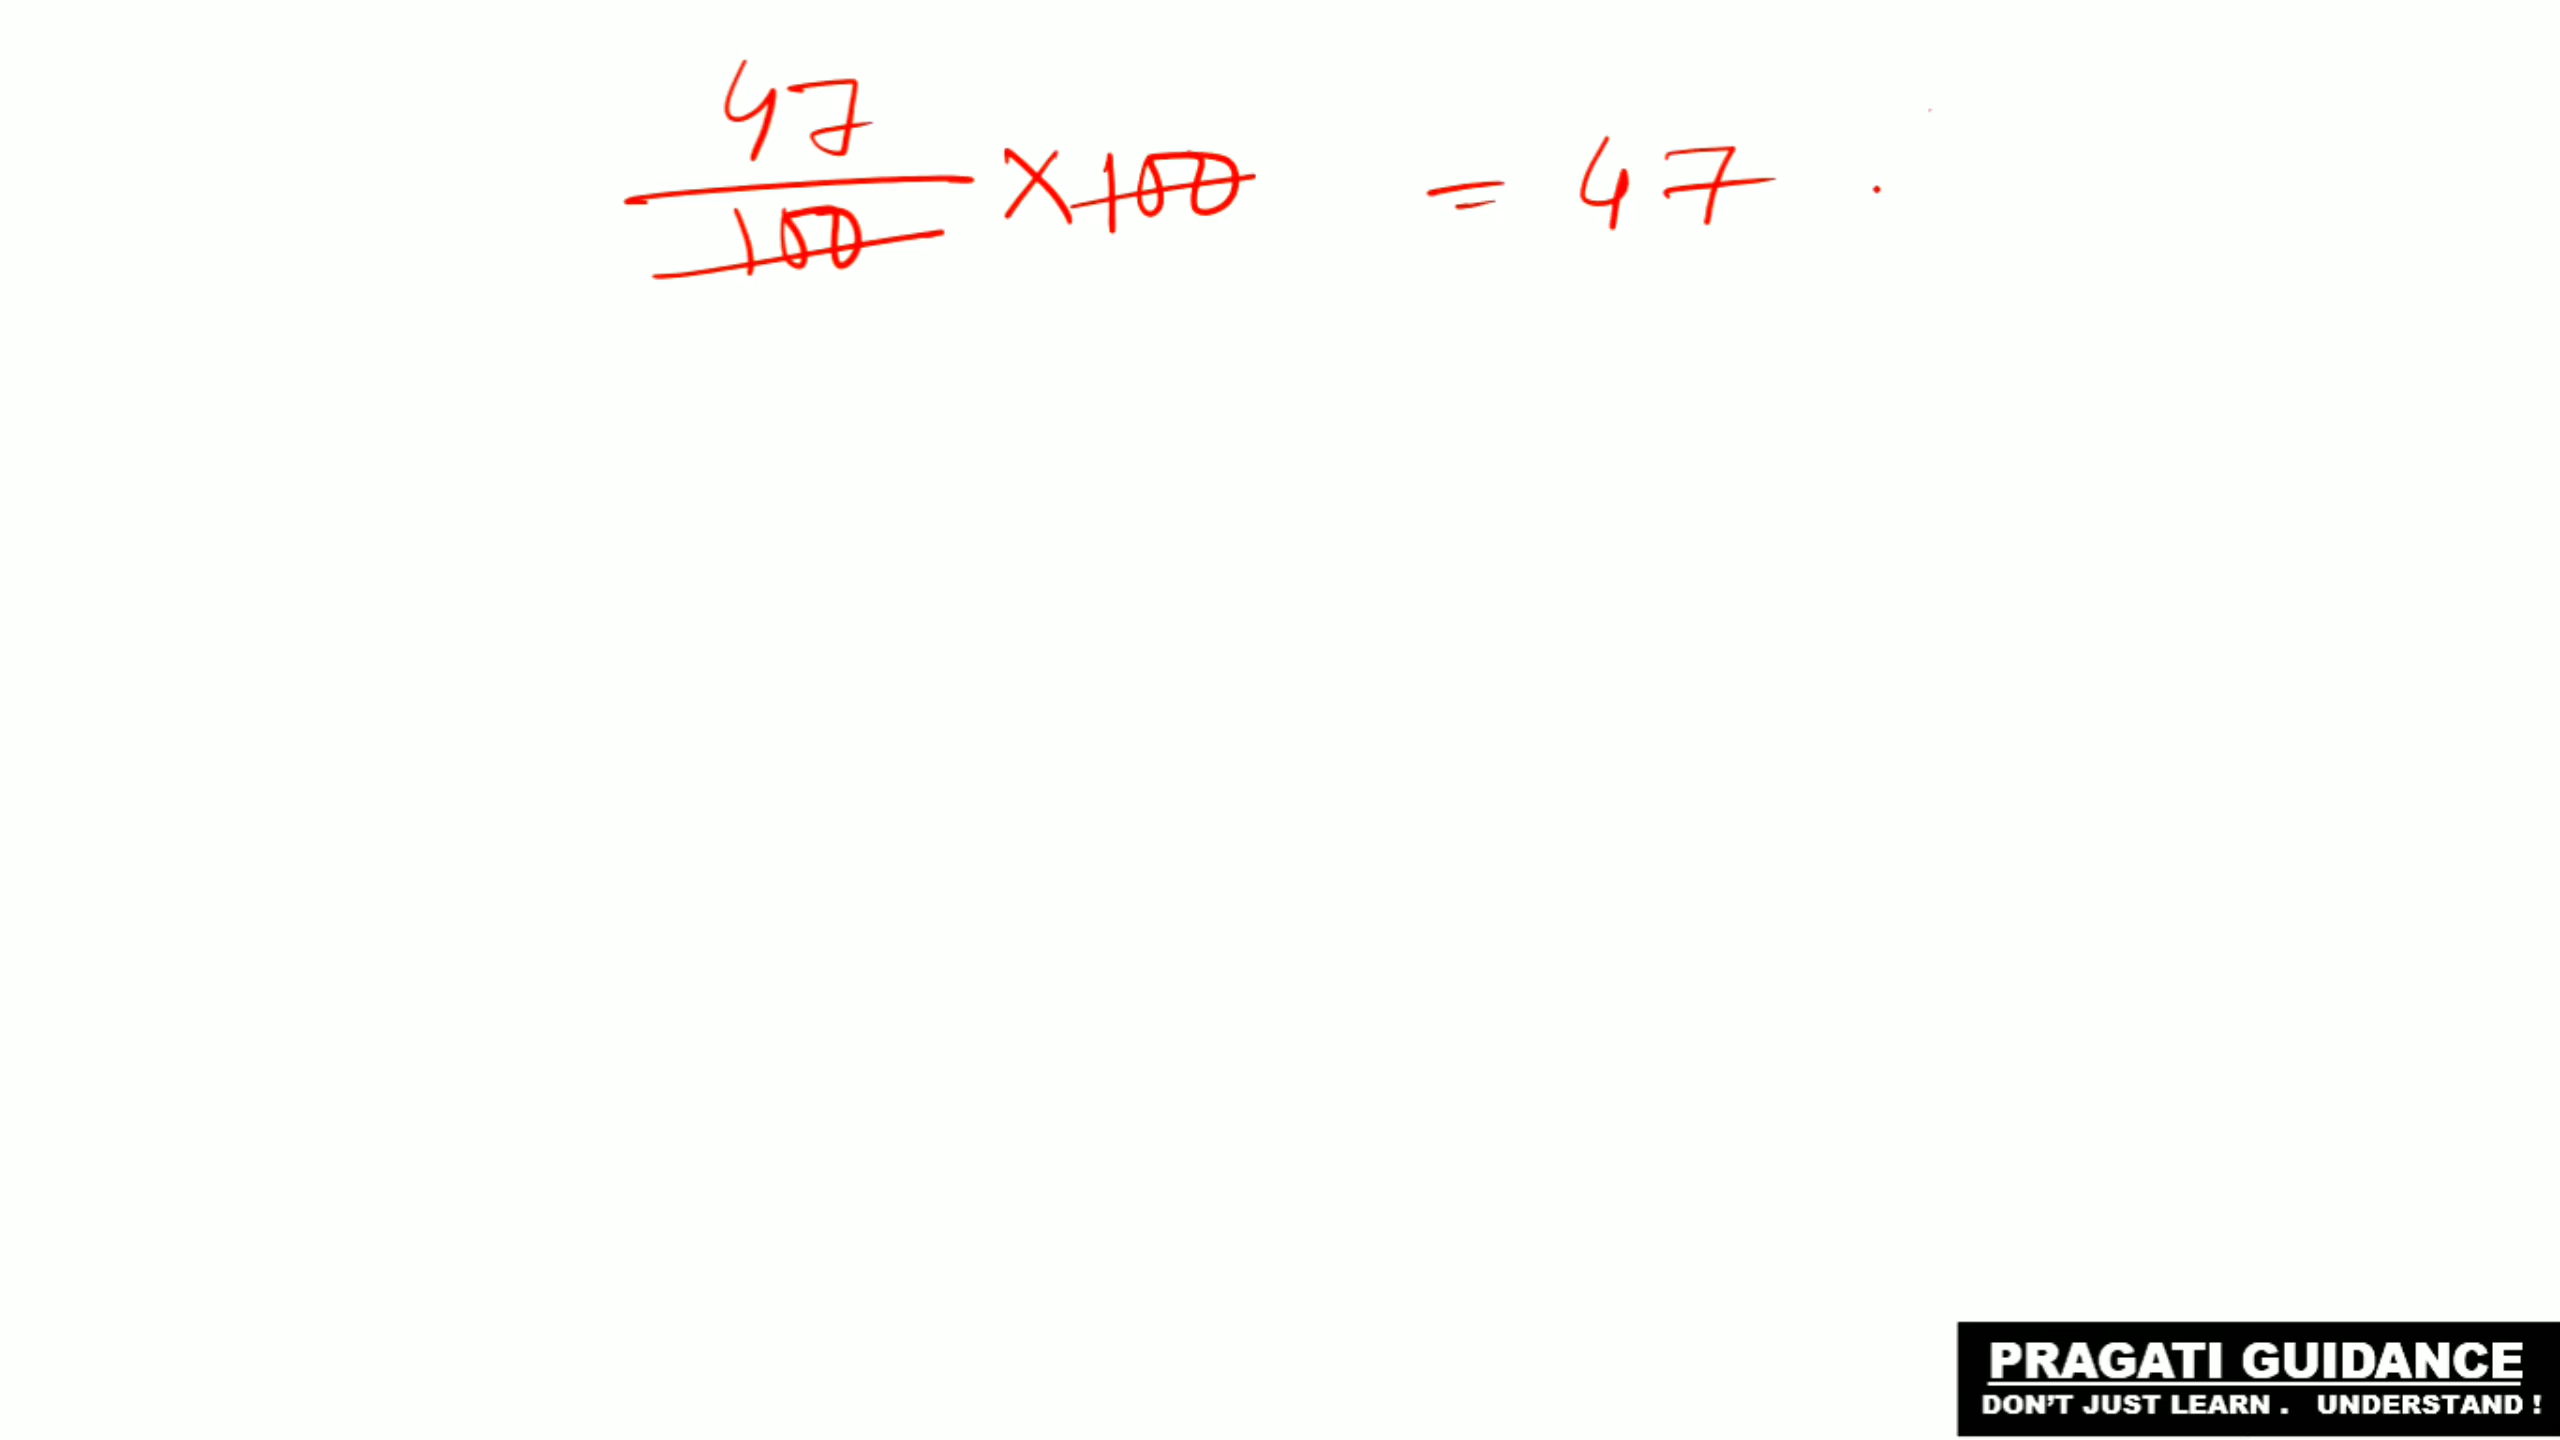 47/100 × 100 = 47 .
PRAGATI GUIDANCE
DON'T JUST LEARN . UNDERSTAND !